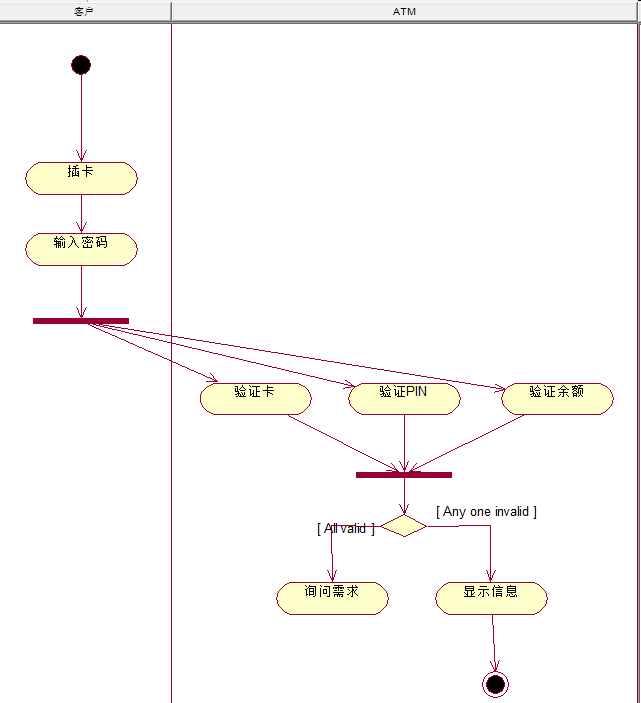 客户
ATM
插卡
输入密码
验证卡
验证PIN
验证余额
[ Any one invalid ]
[ All valid ]
询问需求
显示信息